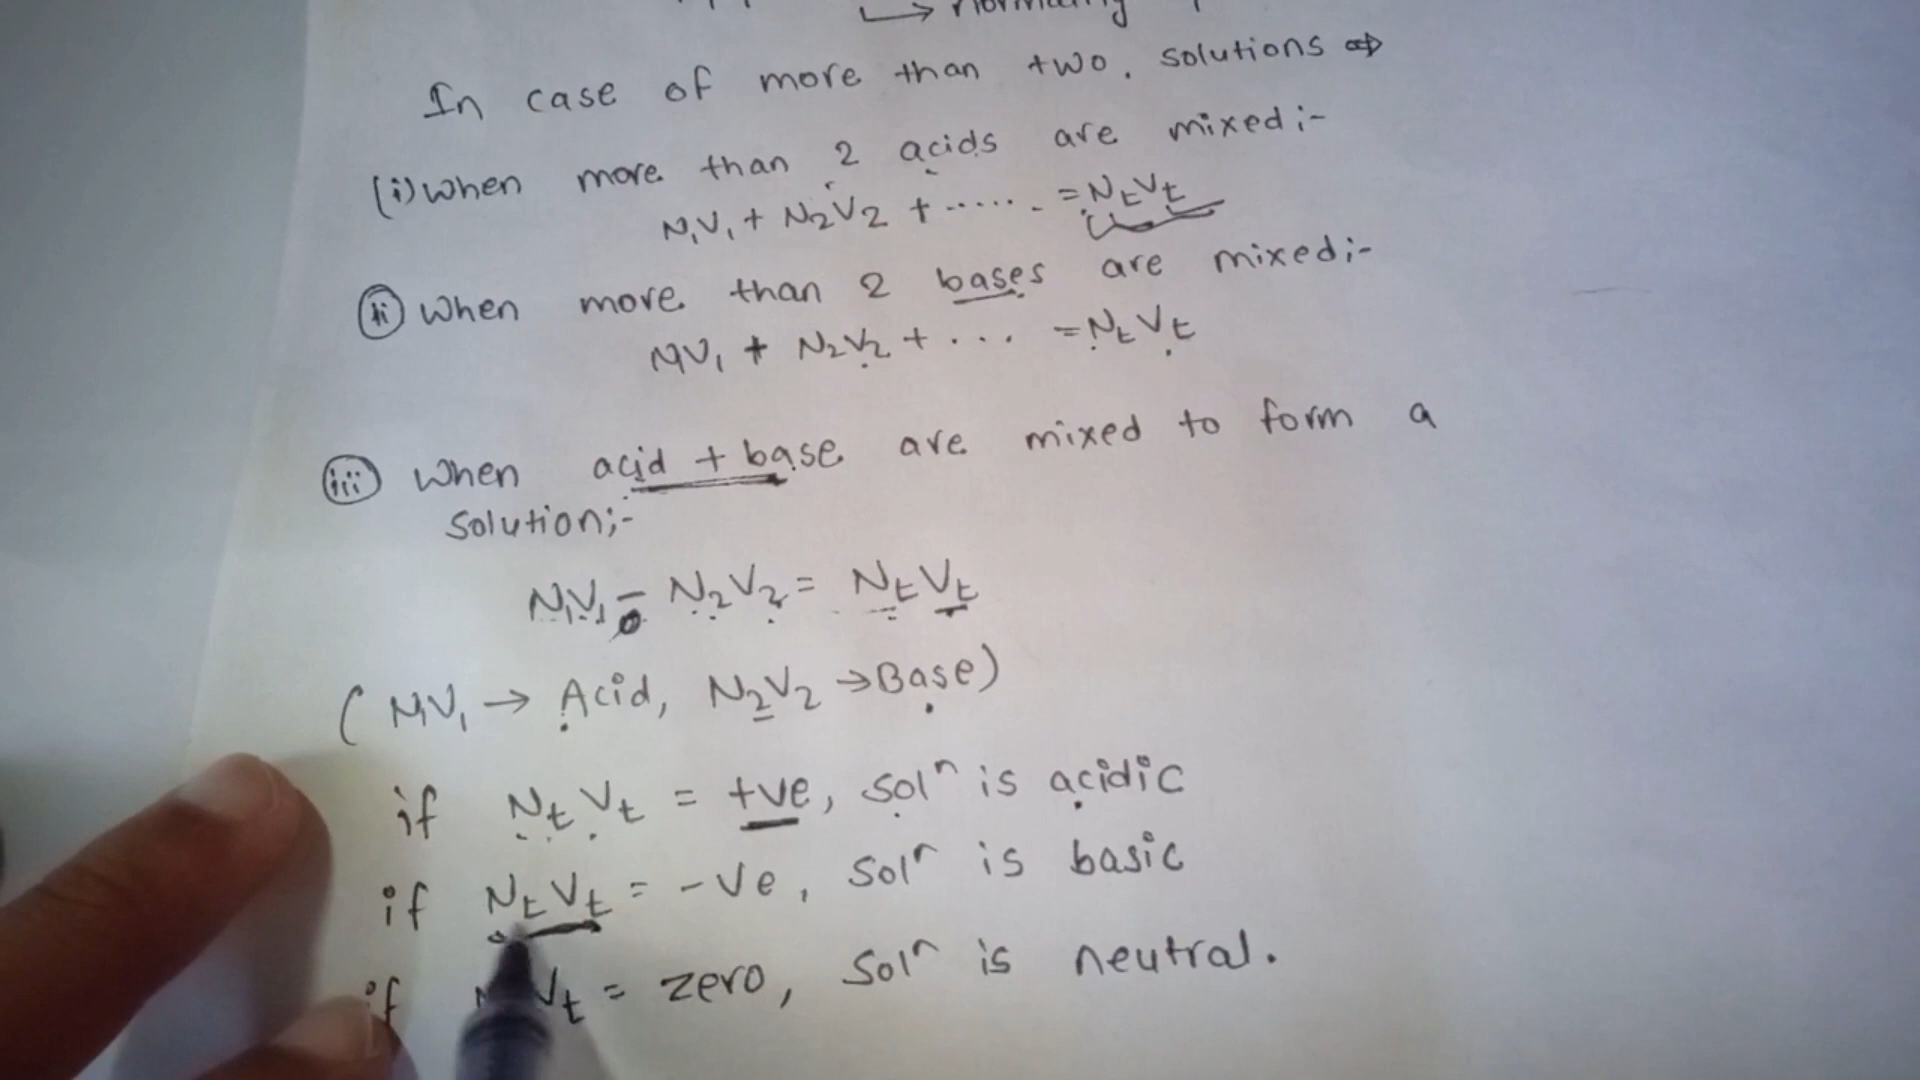 ↳ normality
In case of more than two. solutions ⇒
(i) When more than 2 acids are mixed:-
N₁V₁ + N₂V₂ + ....... = NtVt
(ii) When more than 2 bases are mixed:-
N₁V₁ + N₂V₂ + ... = NtVt
(iii) When acid + base are mixed to form a
solution:-
N₁V₁ - N₂V₂ = NtVt
(N₁V₁ → Acid, N₂V₂ → Base)
if NtVt = +ve, solⁿ is acidic
if NtVt = -ve, solⁿ is basic
if Vt = zero, solⁿ is neutral.